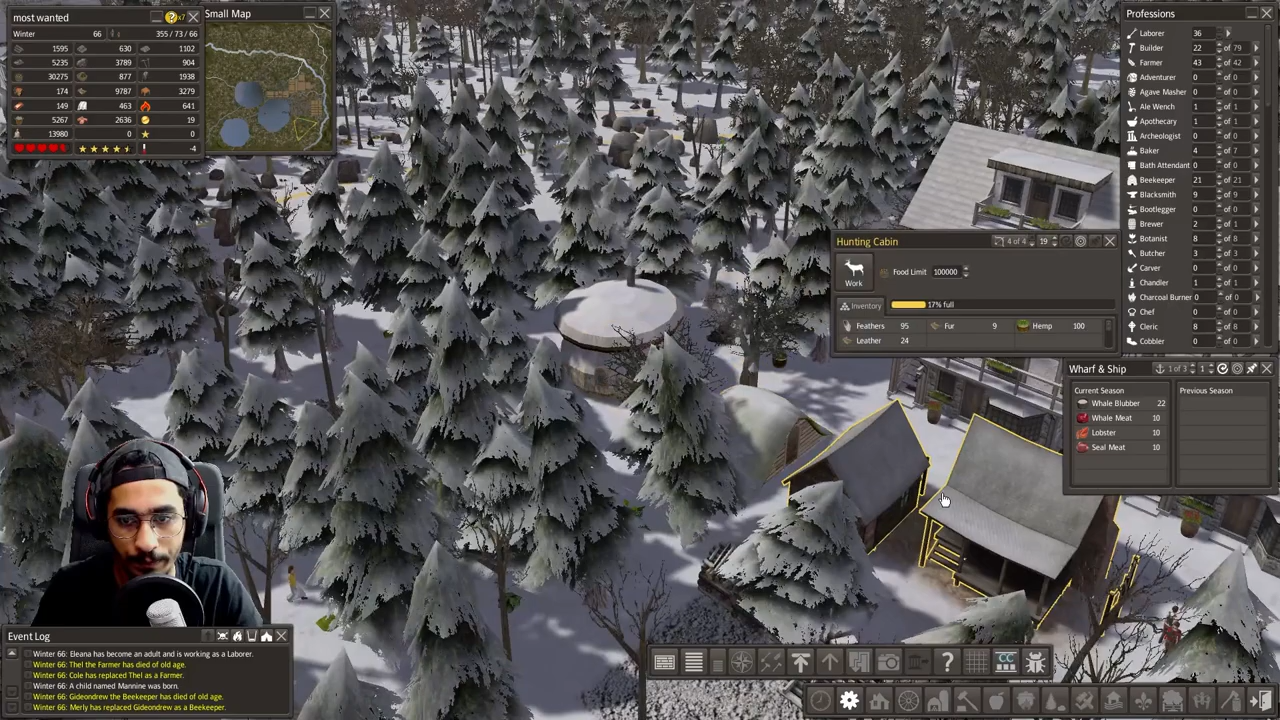 most wanted
x7
Winter 66 355 / 73 / 66
1595 630 1102
5235 3789 904
30275 877 1938
174 9787 3279
149 463 641
5267 2636 19
13980 0 0
-4
Small Map
Professions
Laborer 36
Builder 22 of 79
Farmer 43 of 42
Adventurer 0 of 0
Agave Master 0 of 0
Ale Wench 1 of 1
Apothecary 1 of 1
Archeologist 0 of 0
Baker 4 of 7
Bath Attendant 0 of 0
Beekeeper 21 of 21
Blacksmith 9 of 9
Bootlegger 0 of 0
Brewer 2 of 1
Botanist 8 of 8
Butcher 3 of 3
Carver 0 of 0
Chandler 1 of 1
Charcoal Burner 0 of 0
Chef 0 of 0
Cleric 8 of 8
Cobbler 0 of 0
Hunting Cabin 4 of 4 19
Work
Food Limit 100000
Inventory 17% full
Feathers 95 Fur 9 Hemp 100
Leather 24
Wharf & Ship 1 of 3 1
Current Season Previous Season
Whale Blubber 22
Whale Meat 10
Lobster 10
Seal Meat 10
Event Log
Winter 66: Eleana has become an adult and is working as a Laborer.
Winter 66: Thel the Farmer has died of old age.
Winter 66: Cole has replaced Thel as a Farmer.
Winter 66: A child named Mannine was born.
Winter 66: Gideondrew the Beekeeper has died of old age.
Winter 66: Merly has replaced Gideondrew as a Beekeeper.
?
CC